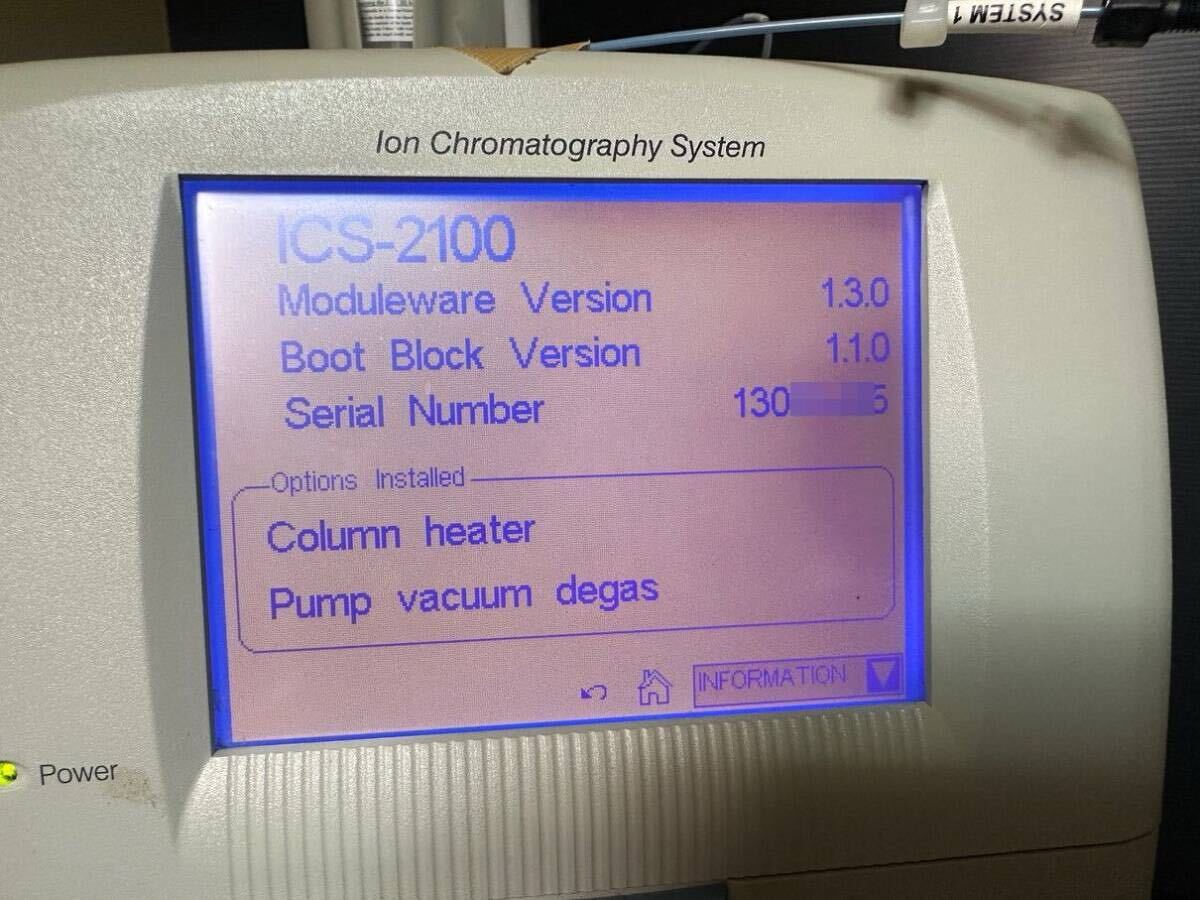 SYSTEM 1
Ion Chromatography System
ICS-2100
Moduleware Version 1.3.0
Boot Block Version 1.1.0
Serial Number 130 5
Options Installed
Column heater
Pump vacuum degas
INFORMATION
Power